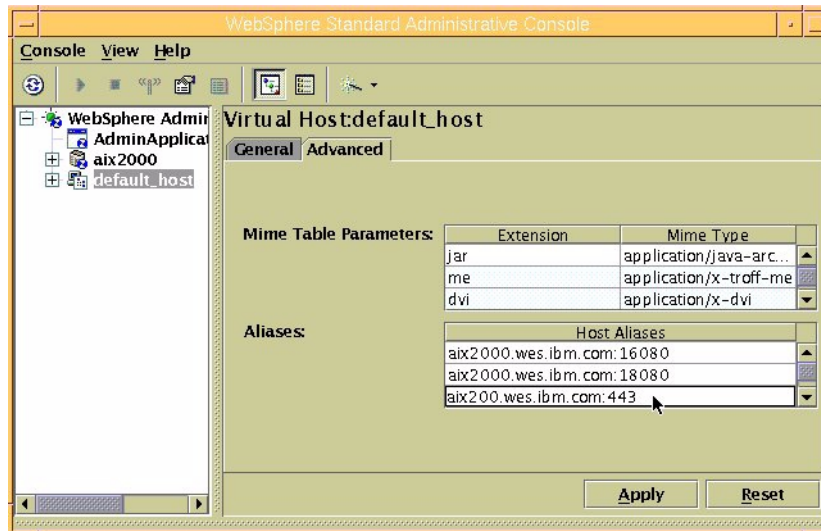 WebSphere Standard Administrative Console
Console View Help
WebSphere Admin
AdminApplicat
aix2000
default_host
Virtual Host:default_host
General Advanced
Mime Table Parameters:
Extension Mime Type
jar application/java-arc...
me application/x-troff-me
dvi application/x-dvi
Aliases:
Host Aliases
aix2000.wes.ibm.com:16080
aix2000.wes.ibm.com:18080
aix200.wes.ibm.com:443
Apply Reset